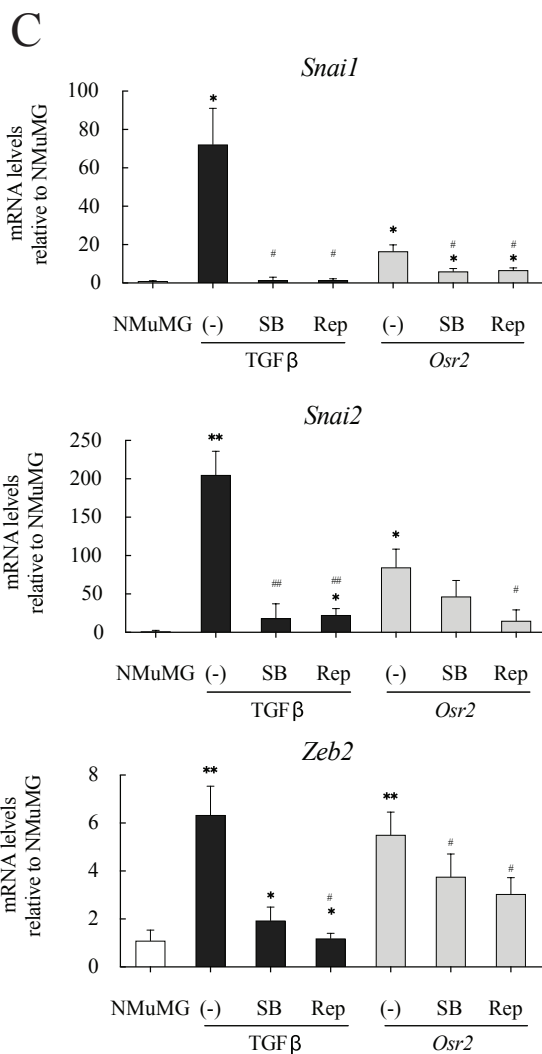 C
Snai1
mRNA lelvels
relative to NMuMG
100
80
60
40
20
0
*
#
#
*
#
*
#
*
NMuMG (-) SB Rep (-) SB Rep
TGFβ Osr2
Snai2
mRNA lelvels
relative to NMuMG
250
200
150
100
50
0
**
##
##
*
*
#
NMuMG (-) SB Rep (-) SB Rep
TGFβ Osr2
Zeb2
mRNA lelvels
relative to NMuMG
8
6
4
2
0
**
*
#
*
**
#
#
NMuMG (-) SB Rep (-) SB Rep
TGFβ Osr2